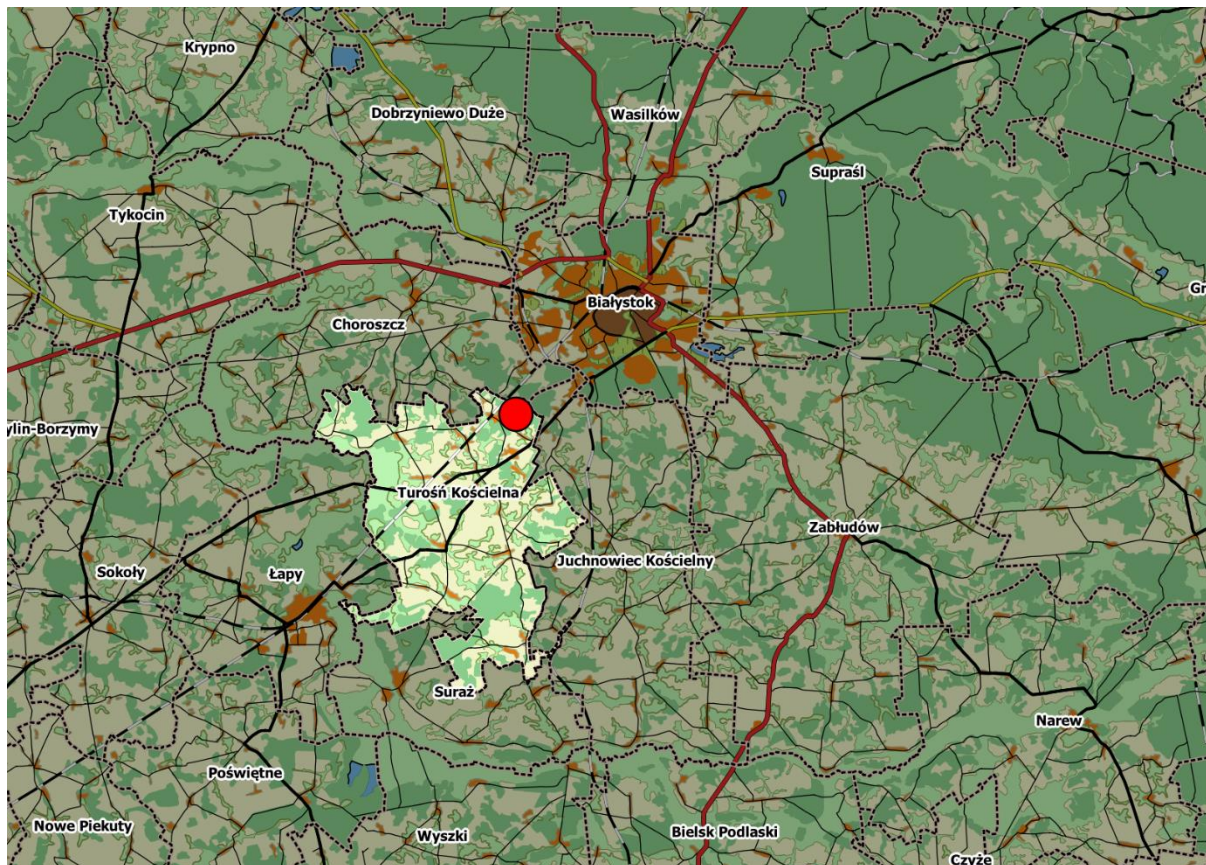 Krypno
Dobrzyniewo Duże
Wasilków
Supraśl
Tykocin
Gr
Białystok
Choroszcz
ylin-Borzymy
Turośń Kościelna
Zabłudów
Juchnowiec Kościelny
Sokoły
Łapy
Suraż
Narew
Poświętne
Nowe Piekuty
Wyszki
Bielsk Podlaski
Czyże